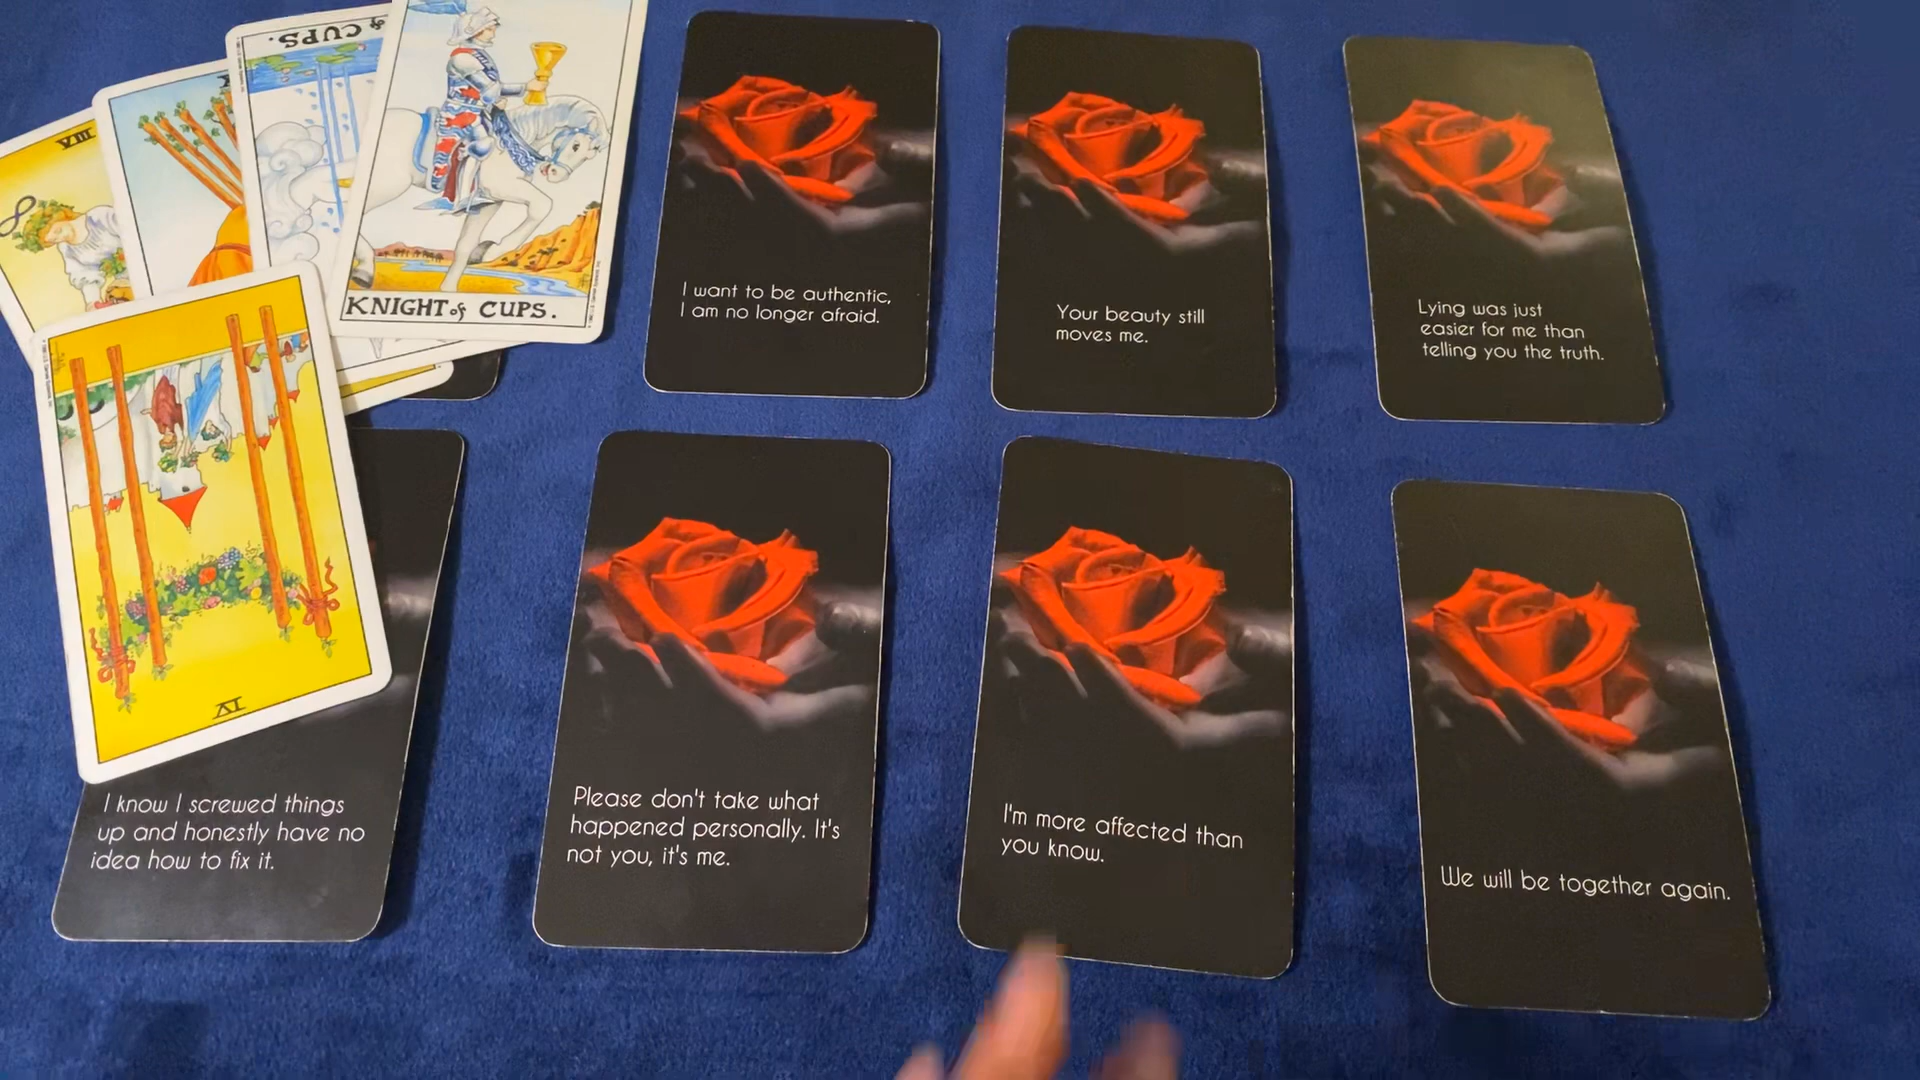 VIII
CUPS.
KNIGHT of CUPS.
I want to be authentic,
I am no longer afraid.
Your beauty still
moves me.
Lying was just
easier for me than
telling you the truth.
IV
I know I screwed things
up and honestly have no
idea how to fix it.
Please don't take what
happened personally. It's
not you, it's me.
I'm more affected than
you know.
We will be together again.